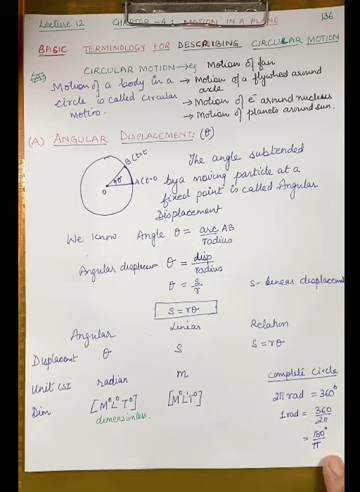 Lecture 12 CHAPTER-4: MOTION IN A PLANE 136
BASIC TERMINOLOGY FOR DESCRIBING CIRCULAR MOTION
CIRCULAR MOTION → eg Motion of fan
Motion of a body in a → Motion of a flywheel around axle
circle is called Circular → Motion of e⁻ around nucleus
motion. → Motion of planets around sun.
(A) ANGULAR DISPLACEMENT: (θ)
B(t=t
θ A(t=0
O
The angle subtended
by a moving particle at a
fixed point is called Angular
Displacement
We know Angle θ = arc AB / radius
Angular displacem θ = disp / radius
θ = s/r S - linear displacement
S = rθ
Angular Linear Relation
Displacmnt θ S S = rθ
Unit (SI) radian m
Dim [M⁰L⁰T⁰] [M⁰L¹T⁰]
dimensionless.
Complete Circle
2π rad = 360°
1 rad = 360/2π
= 180°/π